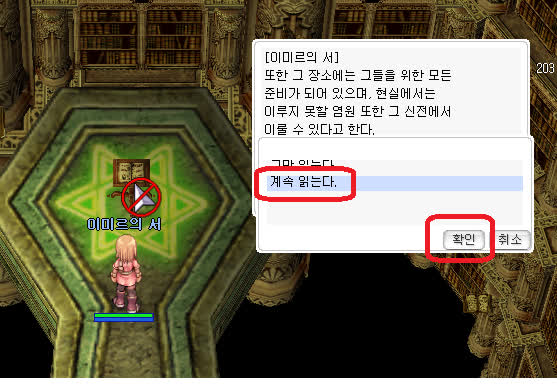 [이미르의 서]
또한 그 장소에는 그들을 위한 모든
준비가 되어 있으며, 현실에서는
이루지 못할 염원 또한 그 신전에서
이룰 수 있다고 한다.
203
그만 읽는다.
계속 읽는다.
이미르의 서
확인 취소